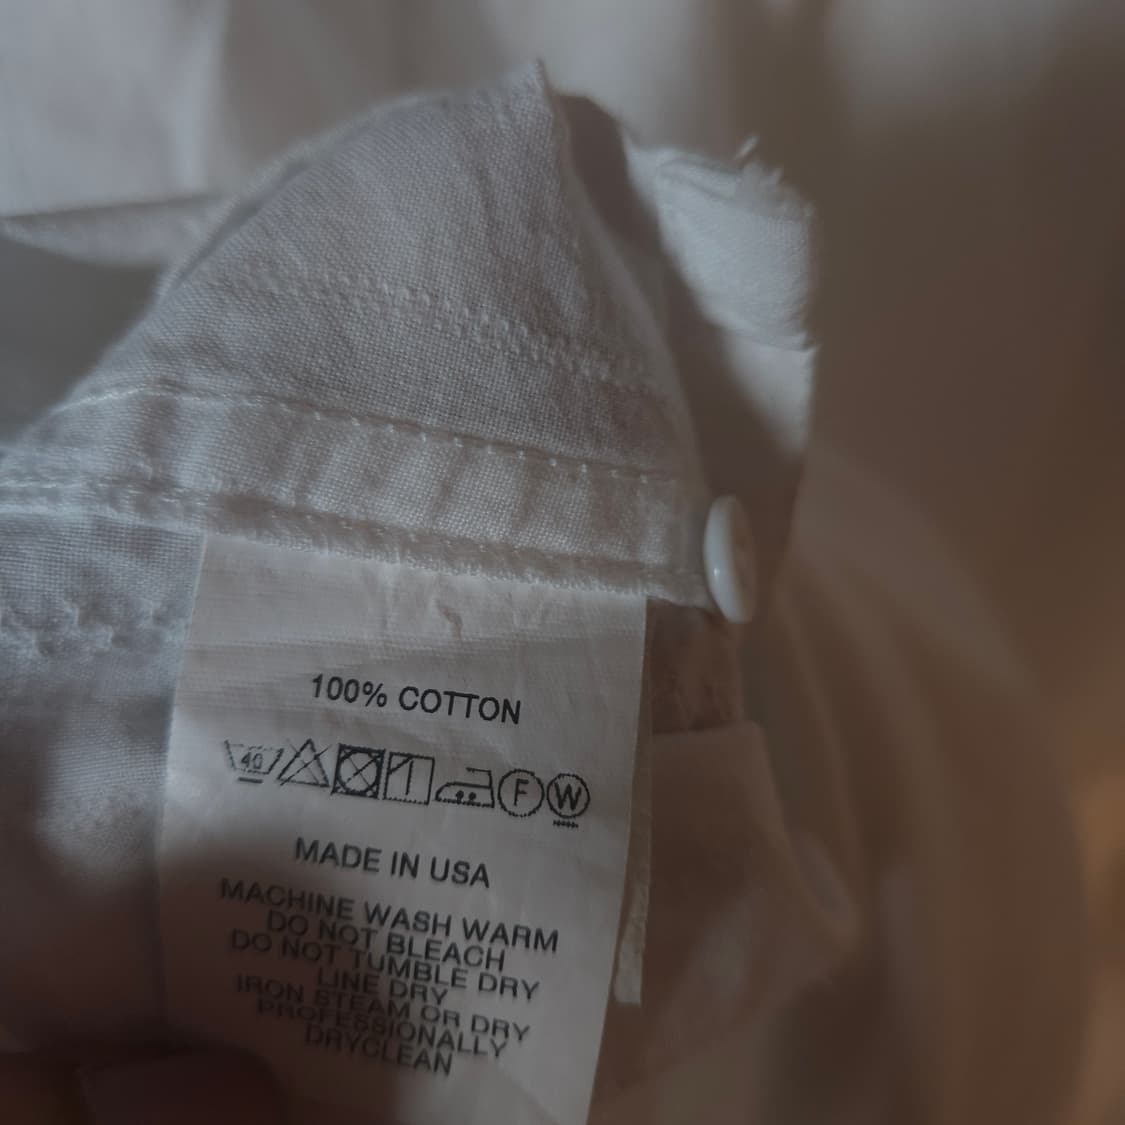 100% COTTON
40 F W
MADE IN USA
MACHINE WASH WARM
DO NOT BLEACH
DO NOT TUMBLE DRY
LINE DRY
IRON STEAM OR DRY
PROFESSIONALLY
DRYCLEAN